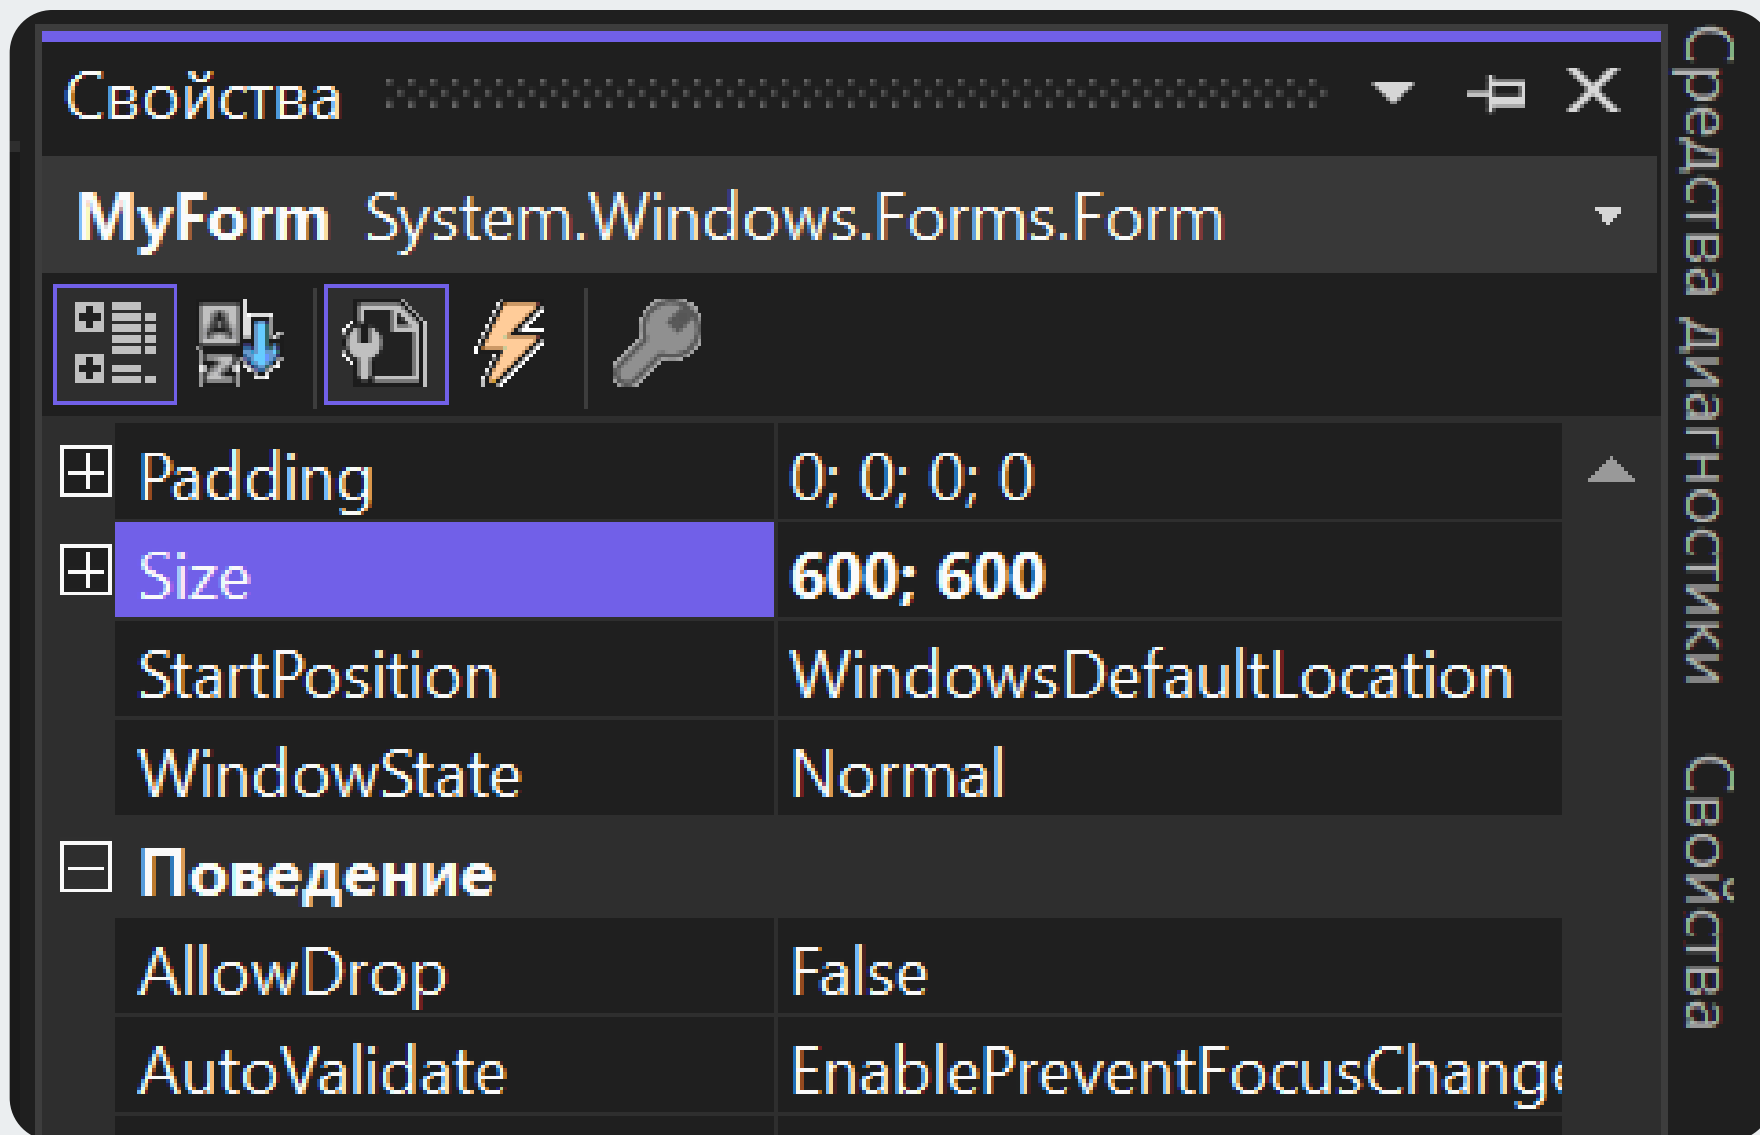 Свойства
MyForm System.Windows.Forms.Form
Padding 0; 0; 0; 0
Size 600; 600
StartPosition WindowsDefaultLocation
WindowState Normal
Поведение
AllowDrop False
AutoValidate EnablePreventFocusChange
Средства диагностики
Свойства